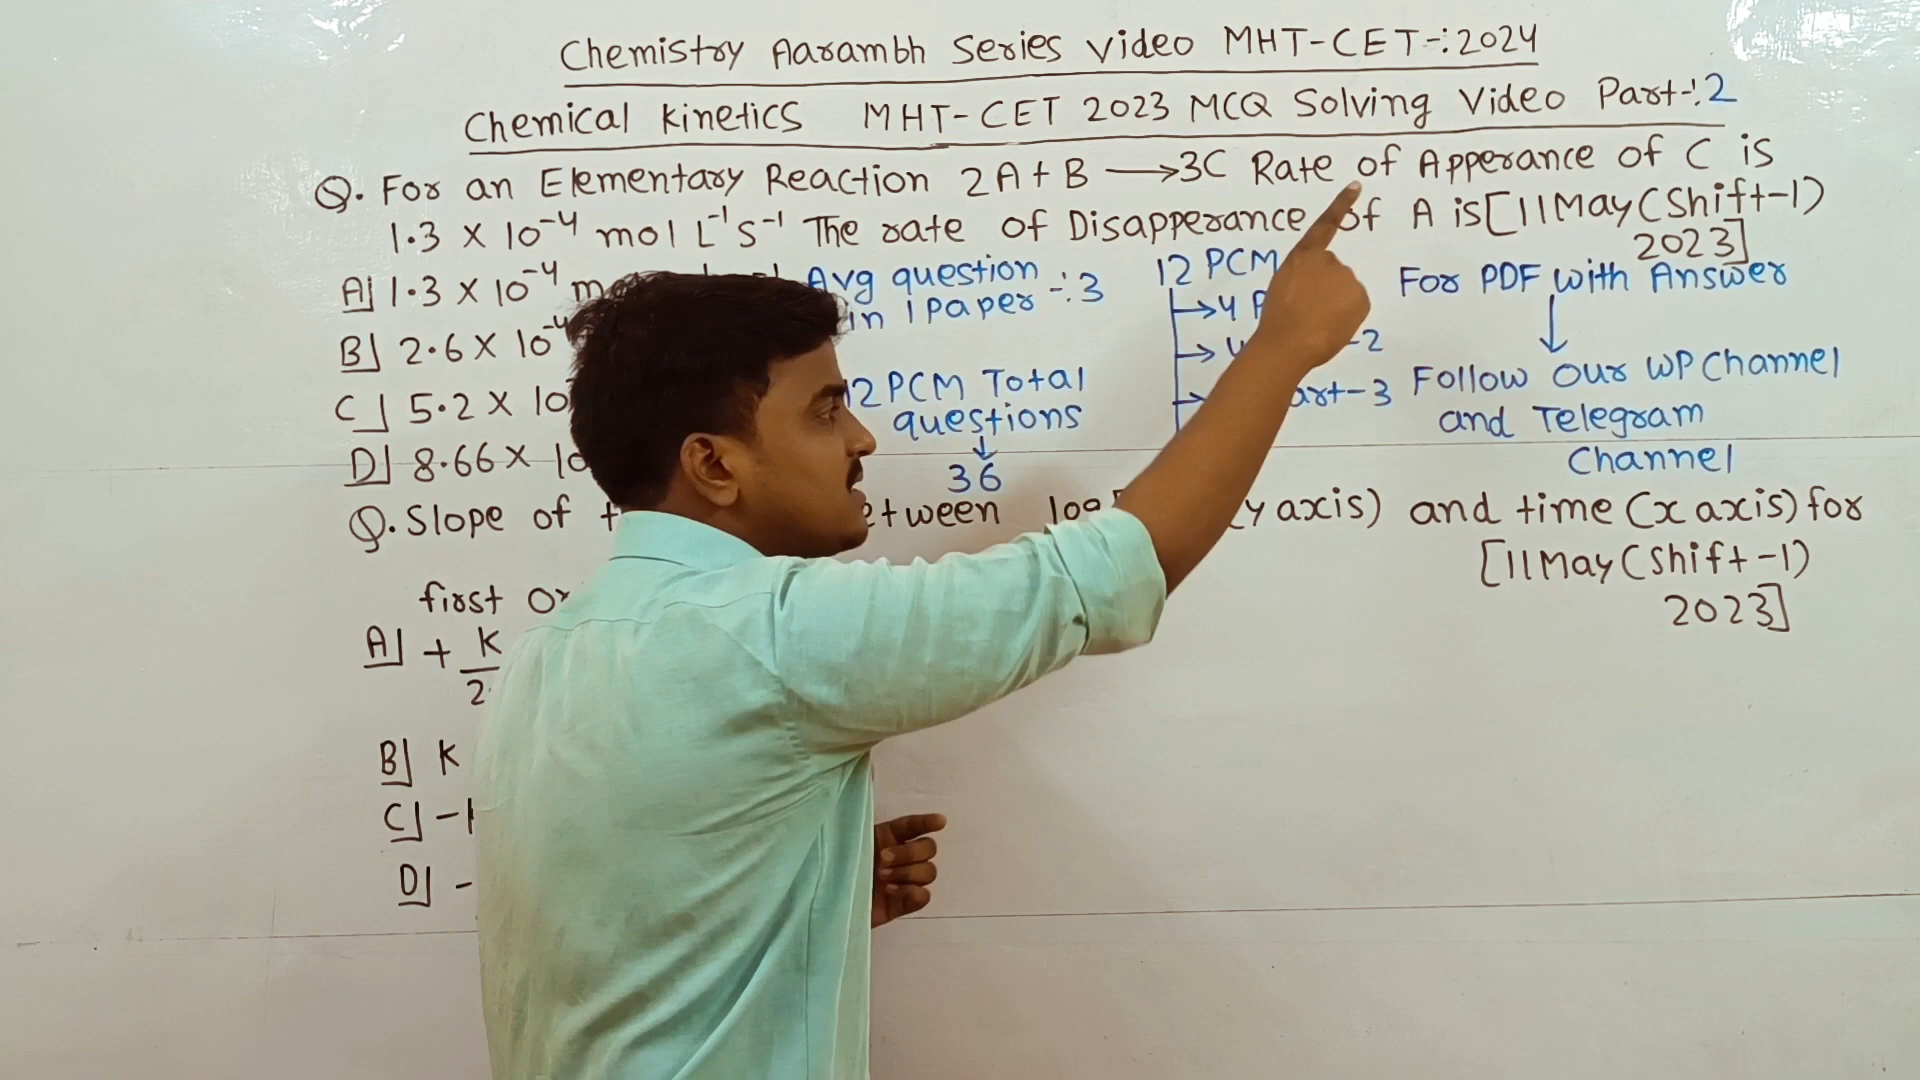 Chemistry Aarambh Series Video MHT-CET-:2024
Chemical Kinetics MHT-CET 2023 MCQ Solving Video Part-:2
Q. For an Elementary Reaction 2A+B ⟶3C Rate of Apperance of C is
1.3 X 10⁻⁴ mol L⁻¹ S⁻¹ The rate of Disapperance of A is [11May(Shift-1)
2023]
A] 1.3 X 10⁻⁴
B] 2.6 X 10⁻⁴
C] 5.2 X 10
D] 8.66 X 10
Avg question
in 1 Paper -:3
12 PCM Total
questions
↓
36
12 PCM
→4
→4 -2
→ -3
For PDF with Answer
↓
Follow Our WP Channel
and Telegram
Channel
Q. Slope of between log (y axis) and time (x axis) for
[11May(Shift-1)
2023]
first
A] + K
2.
B] K
C] -
D] -